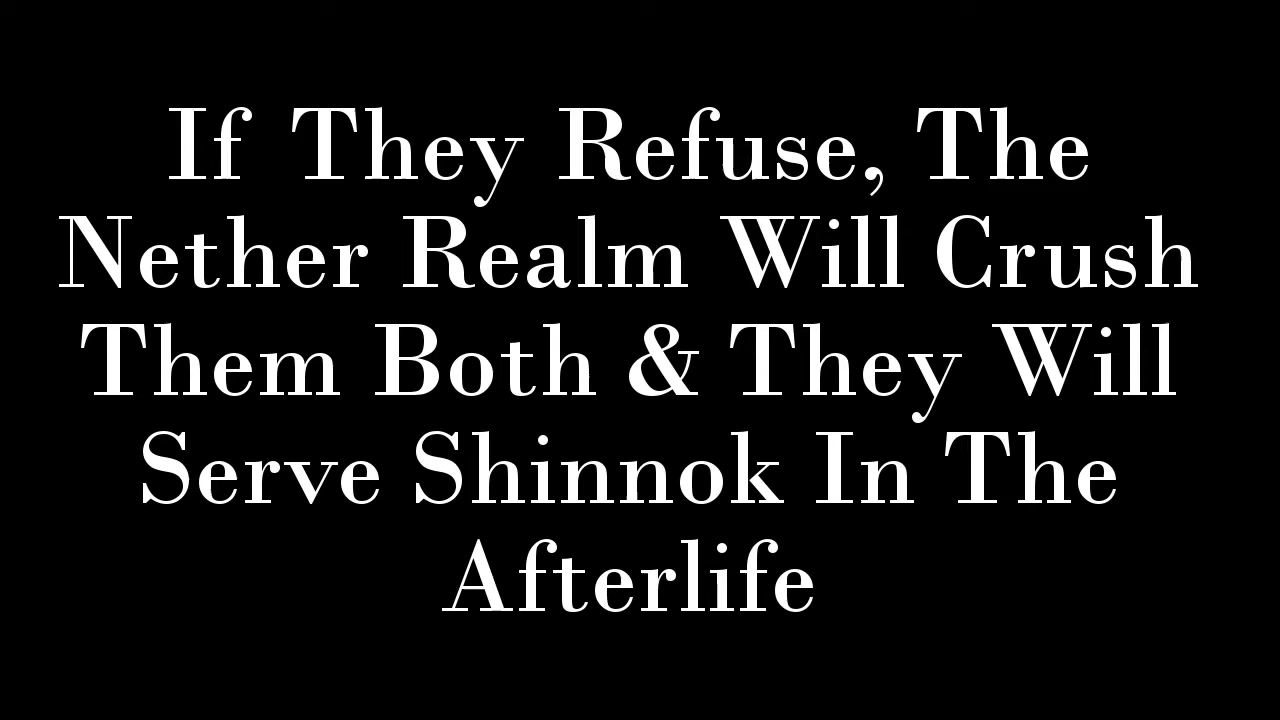 If They Refuse, The
Nether Realm Will Crush
Them Both & They Will
Serve Shinnok In The
Afterlife